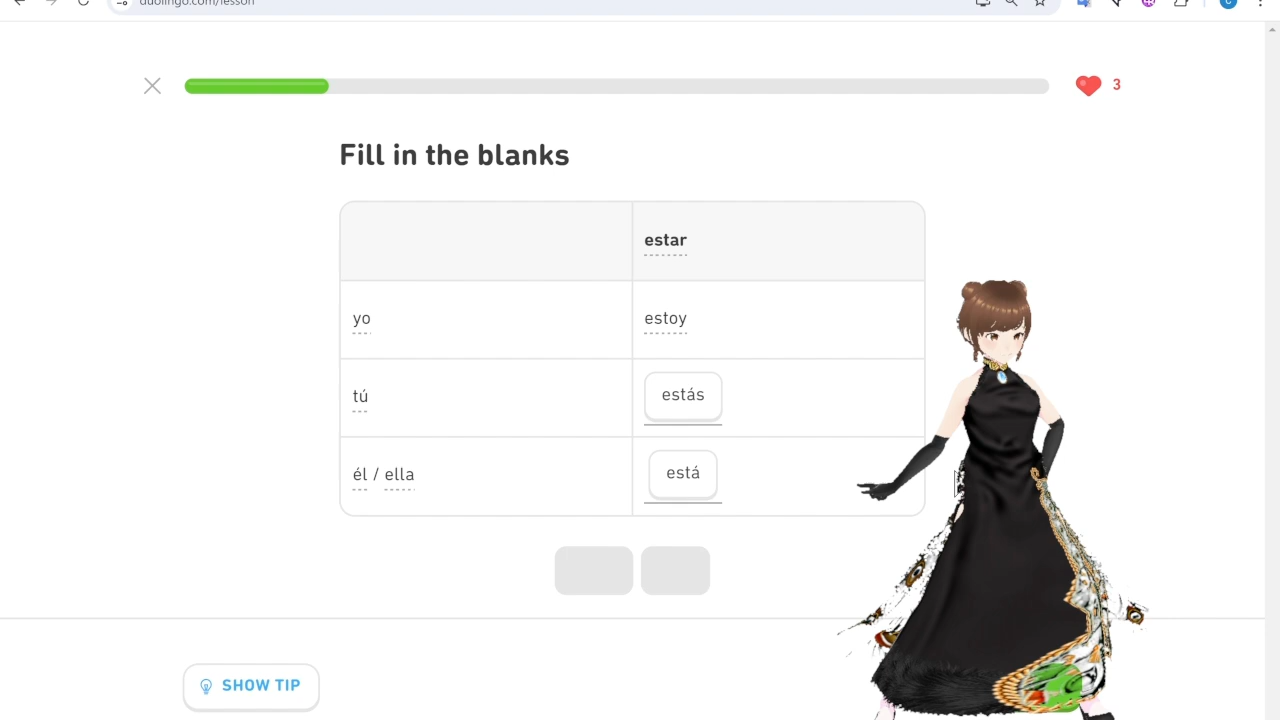 duolingo.com/lesson
3
Fill in the blanks
estar
yo estoy
tú estás
él / ella está
SHOW TIP